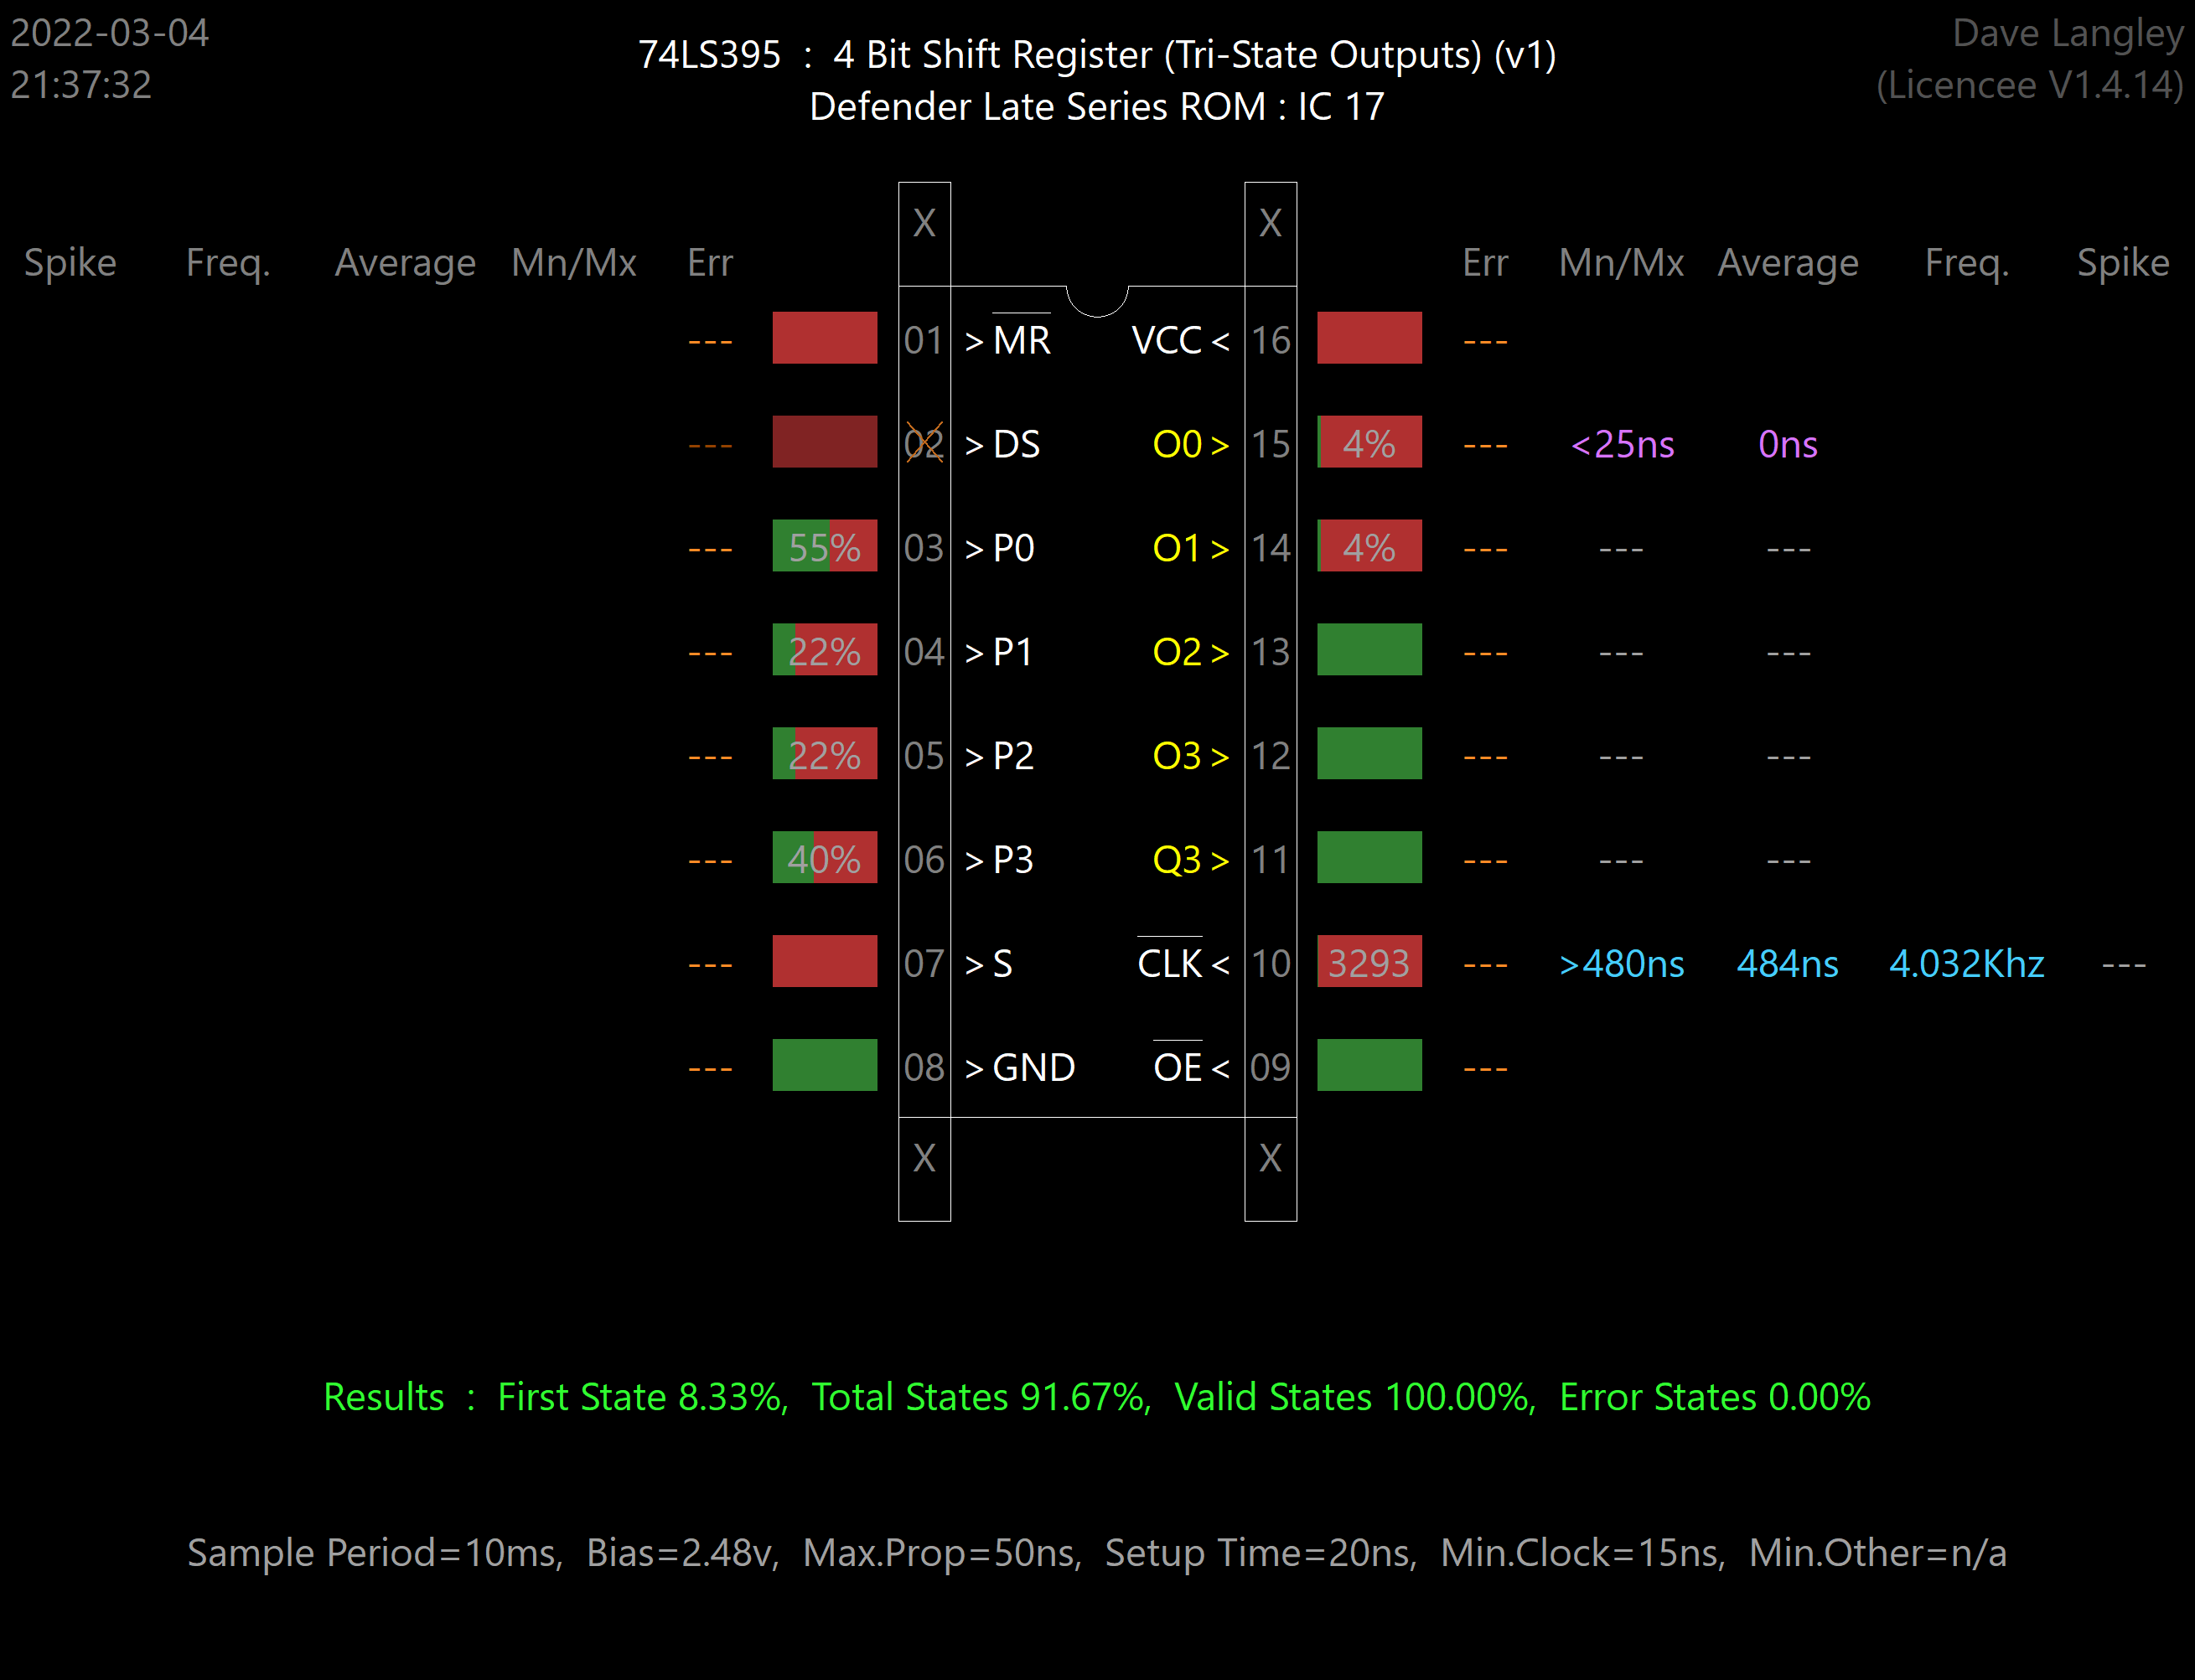 2022-03-04
21:37:32
74LS395 : 4 Bit Shift Register (Tri-State Outputs) (v1)
Defender Late Series ROM : IC 17
Dave Langley
(Licencee V1.4.14)
X X
Spike Freq. Average Mn/Mx Err Err Mn/Mx Average Freq. Spike
--- 01 >MR VCC< 16 ---
--- 02 >DS O0> 15 4% --- <25ns 0ns
--- 55% 03 >P0 O1> 14 4% --- --- ---
--- 22% 04 >P1 O2> 13 --- --- ---
--- 22% 05 >P2 O3> 12 --- --- ---
--- 40% 06 >P3 Q3> 11 --- --- ---
--- 07 >S CLK< 10 3293 --- >480ns 484ns 4.032Khz ---
--- 08 >GND OE< 09 ---
X X
Results : First State 8.33%, Total States 91.67%, Valid States 100.00%, Error States 0.00%
Sample Period=10ms, Bias=2.48v, Max.Prop=50ns, Setup Time=20ns, Min.Clock=15ns, Min.Other=n/a